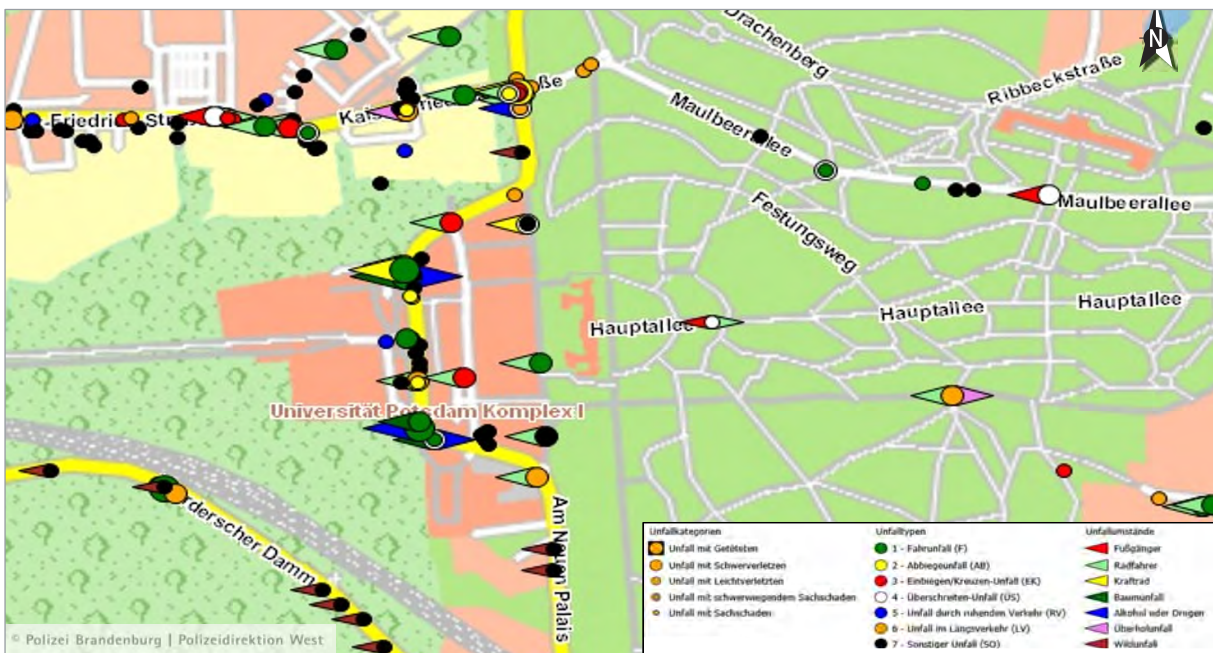 Drachenberg
N
Ribbeckstraße
Maulbeerallee
Maulbeerallee
Festungsweg
Hauptallee
Hauptallee
Hauptallee
Universität Potsdam Komplex I
Am Neuen Palais
© Polizei Brandenburg | Polizeidirektion West
Unfallkategorien
Unfall mit Getöteten
Unfall mit Schwerverletzen
Unfall mit Leichtverletzten
Unfall mit schwerwiegendem Sachschaden
Unfall mit Sachschaden
Unfalltypen
1 - Fahrunfall (F)
2 - Abbiegeunfall (AB)
3 - Einbiegen/Kreuzen-Unfall (EK)
4 - Überschreiten-Unfall (ÜS)
5 - Unfall durch ruhenden Verkehr (RV)
6 - Unfall im Längsverkehr (LV)
7 - Sonstiger Unfall (SO)
Unfallumstände
Fußgänger
Radfahrer
Kraftrad
Baumunfall
Alkohol oder Drogen
Überholunfall
Wildunfall